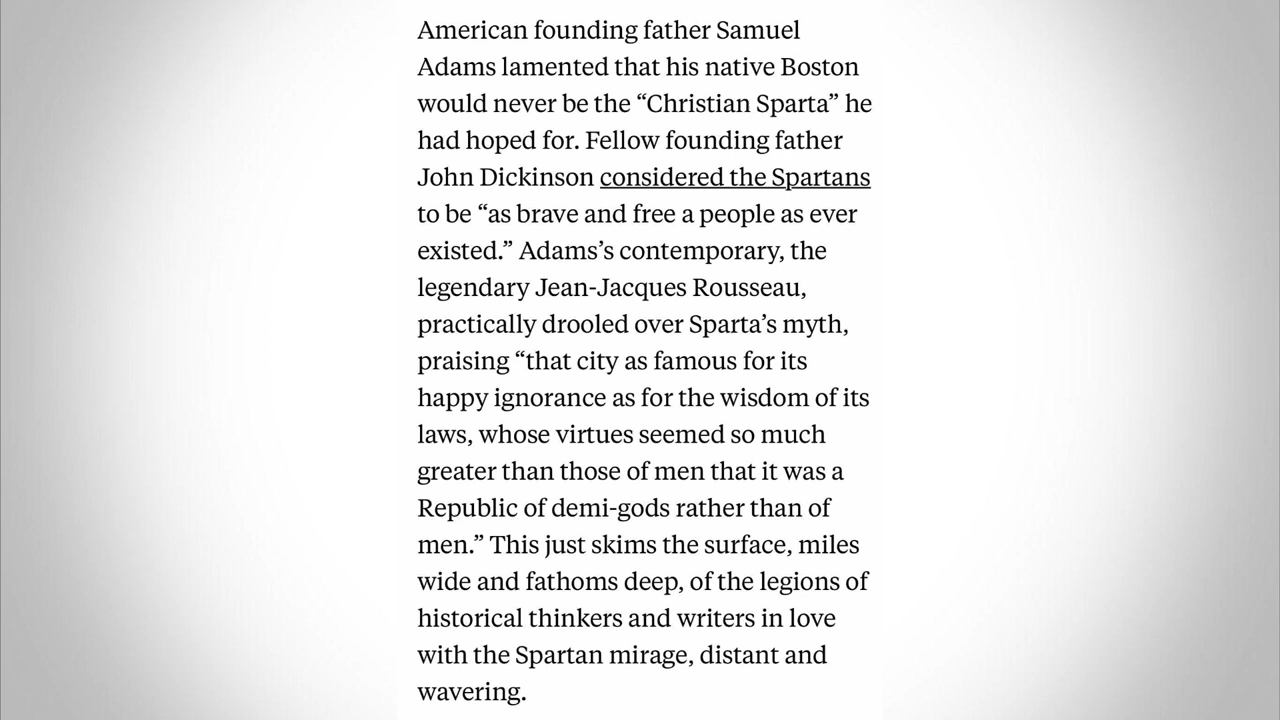 American founding father Samuel
Adams lamented that his native Boston
would never be the “Christian Sparta” he
had hoped for. Fellow founding father
John Dickinson considered the Spartans
to be “as brave and free a people as ever
existed.” Adams’s contemporary, the
legendary Jean-Jacques Rousseau,
practically drooled over Sparta’s myth,
praising “that city as famous for its
happy ignorance as for the wisdom of its
laws, whose virtues seemed so much
greater than those of men that it was a
Republic of demi-gods rather than of
men.” This just skims the surface, miles
wide and fathoms deep, of the legions of
historical thinkers and writers in love
with the Spartan mirage, distant and
wavering.